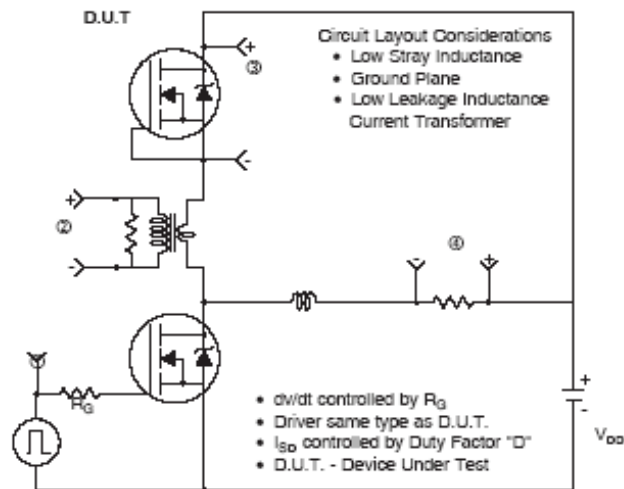 D.U.T
Circuit Layout Considerations
• Low Stray Inductance
• Ground Plane
• Low Leakage Inductance
Current Transformer
+
③
-
+
②
-
④
-
+
①
RG
• dv/dt controlled by RG
• Driver same type as D.U.T.
• ISD controlled by Duty Factor "D"
• D.U.T. - Device Under Test
+
-
VDD